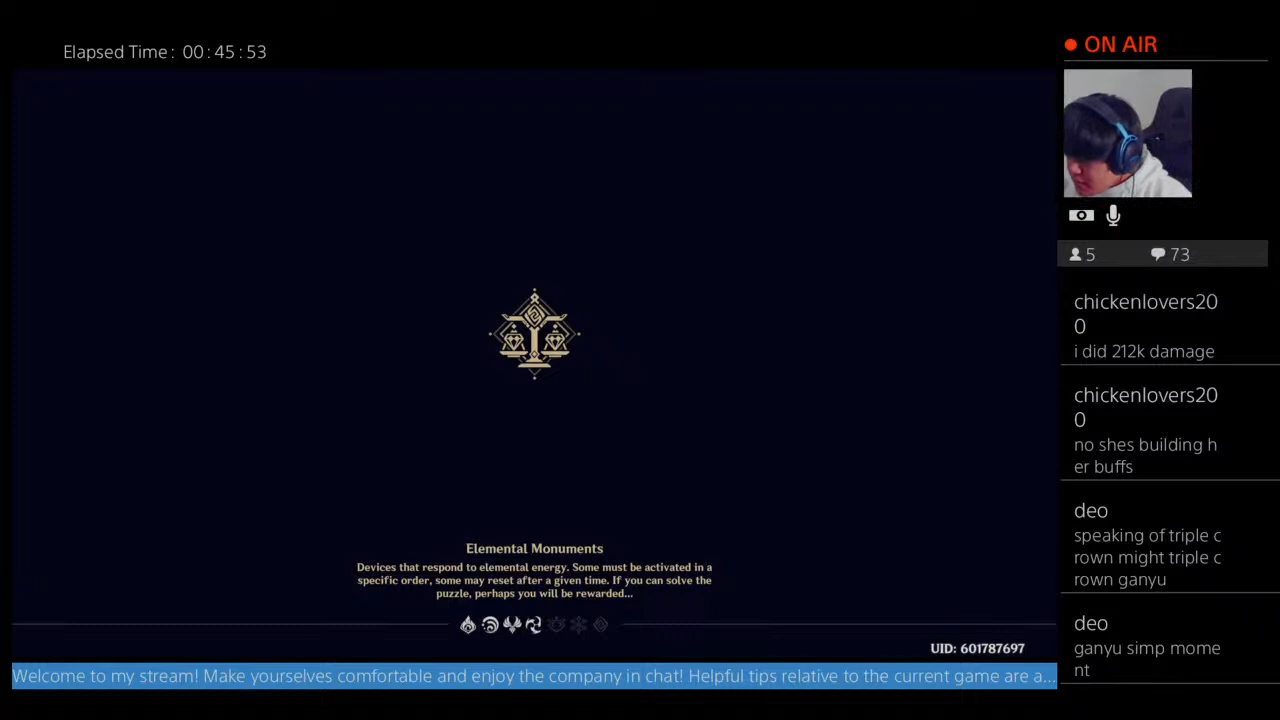 Elapsed Time: 00:45:53
ON AIR
5 73
chickenlovers20
0
i did 212k damage
chickenlovers20
0
no shes building h
er buffs
deo
speaking of triple c
rown might triple c
rown ganyu
deo
ganyu simp mome
nt
Elemental Monuments
Devices that respond to elemental energy. Some must be activated in a
specific order, some may reset after a given time. If you can solve the
puzzle, perhaps you will be rewarded...
UID: 601787697
Welcome to my stream! Make yourselves comfortable and enjoy the company in chat! Helpful tips relative to the current game are a...